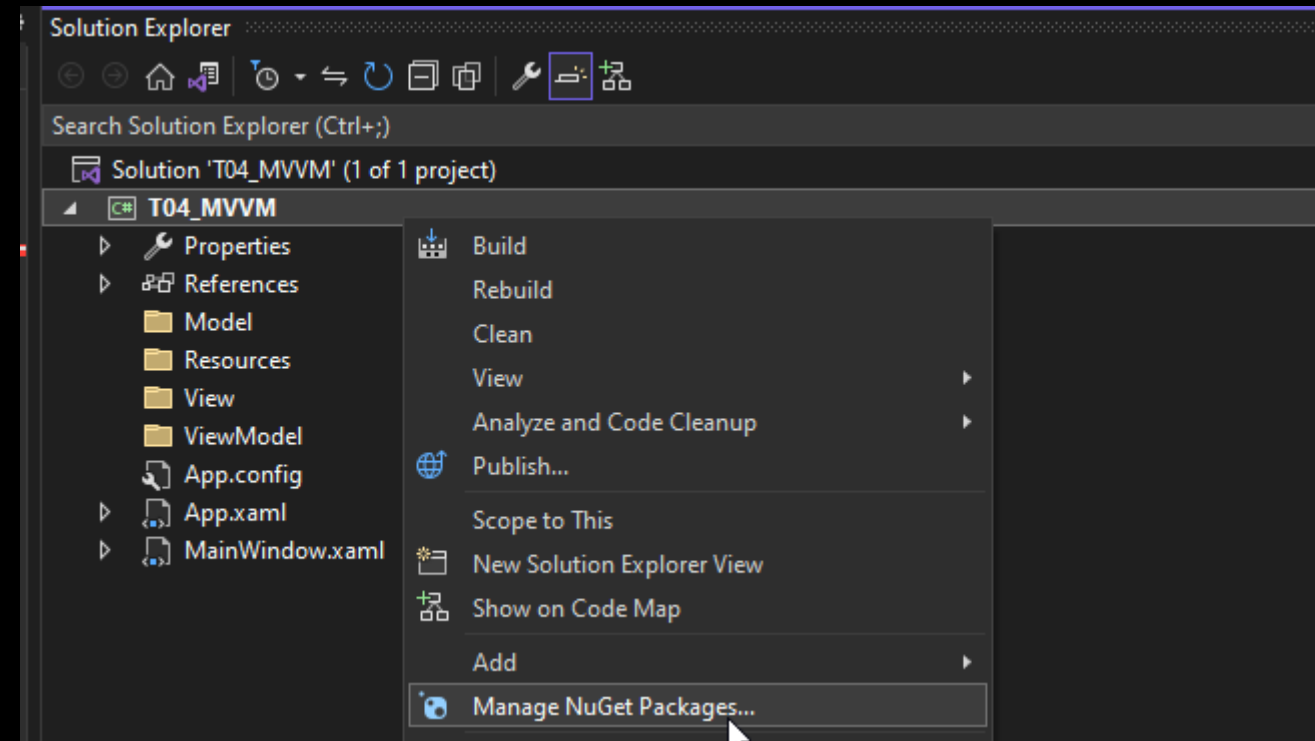 Solution Explorer
Search Solution Explorer (Ctrl+;)
Solution 'T04_MVVM' (1 of 1 project)
C# T04_MVVM
Properties
References
Model
Resources
View
ViewModel
App.config
App.xaml
MainWindow.xaml
Build
Rebuild
Clean
View
Analyze and Code Cleanup
Publish...
Scope to This
New Solution Explorer View
Show on Code Map
Add
Manage NuGet Packages...